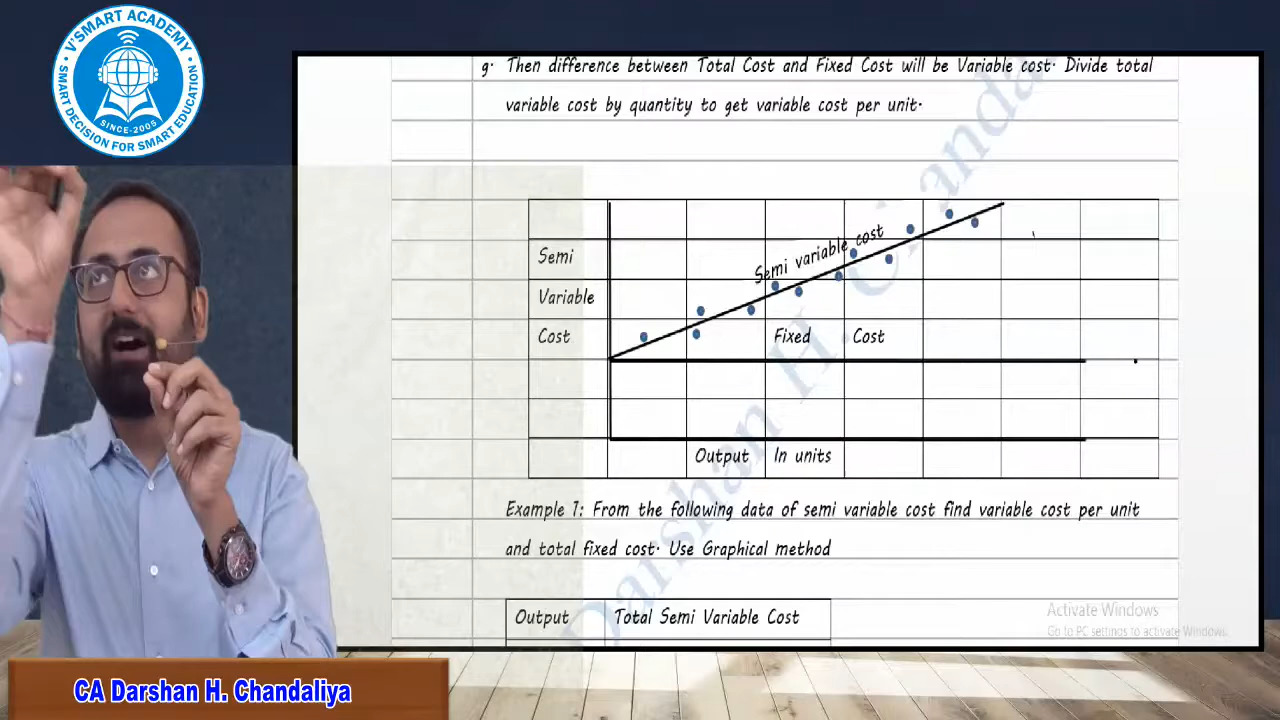 V'SMART ACADEMY
SINCE-2005
SMART DECISION FOR SMART EDUCATION
g. Then difference between Total Cost and Fixed Cost will be Variable cost. Divide total
variable cost by quantity to get variable cost per unit.
Semi variable cost
Semi
Variable
Cost
Fixed Cost
Output In units
Example 1: From the following data of semi variable cost find variable cost per unit
and total fixed cost. Use Graphical method
Output Total Semi Variable Cost
Darshan H. Chanda
Activate Windows
Go to PC settings to activate Windows.
CA Darshan H. Chandaliya